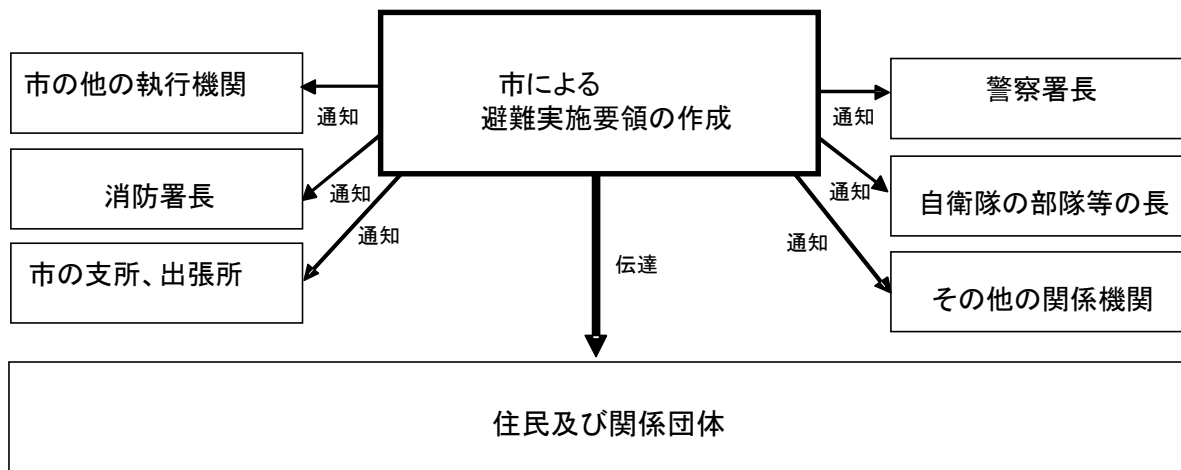 市による
避難実施要領の作成
市の他の執行機関
通知
消防署長
通知
市の支所、出張所
通知
警察署長
通知
自衛隊の部隊等の長
通知
その他の関係機関
通知
伝達
住民及び関係団体